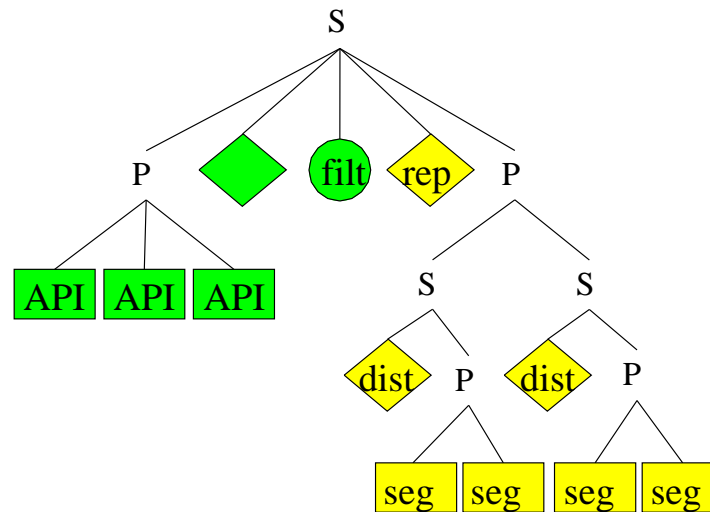 S
P filt rep P
API API API
S S
dist P dist P
seg seg seg seg